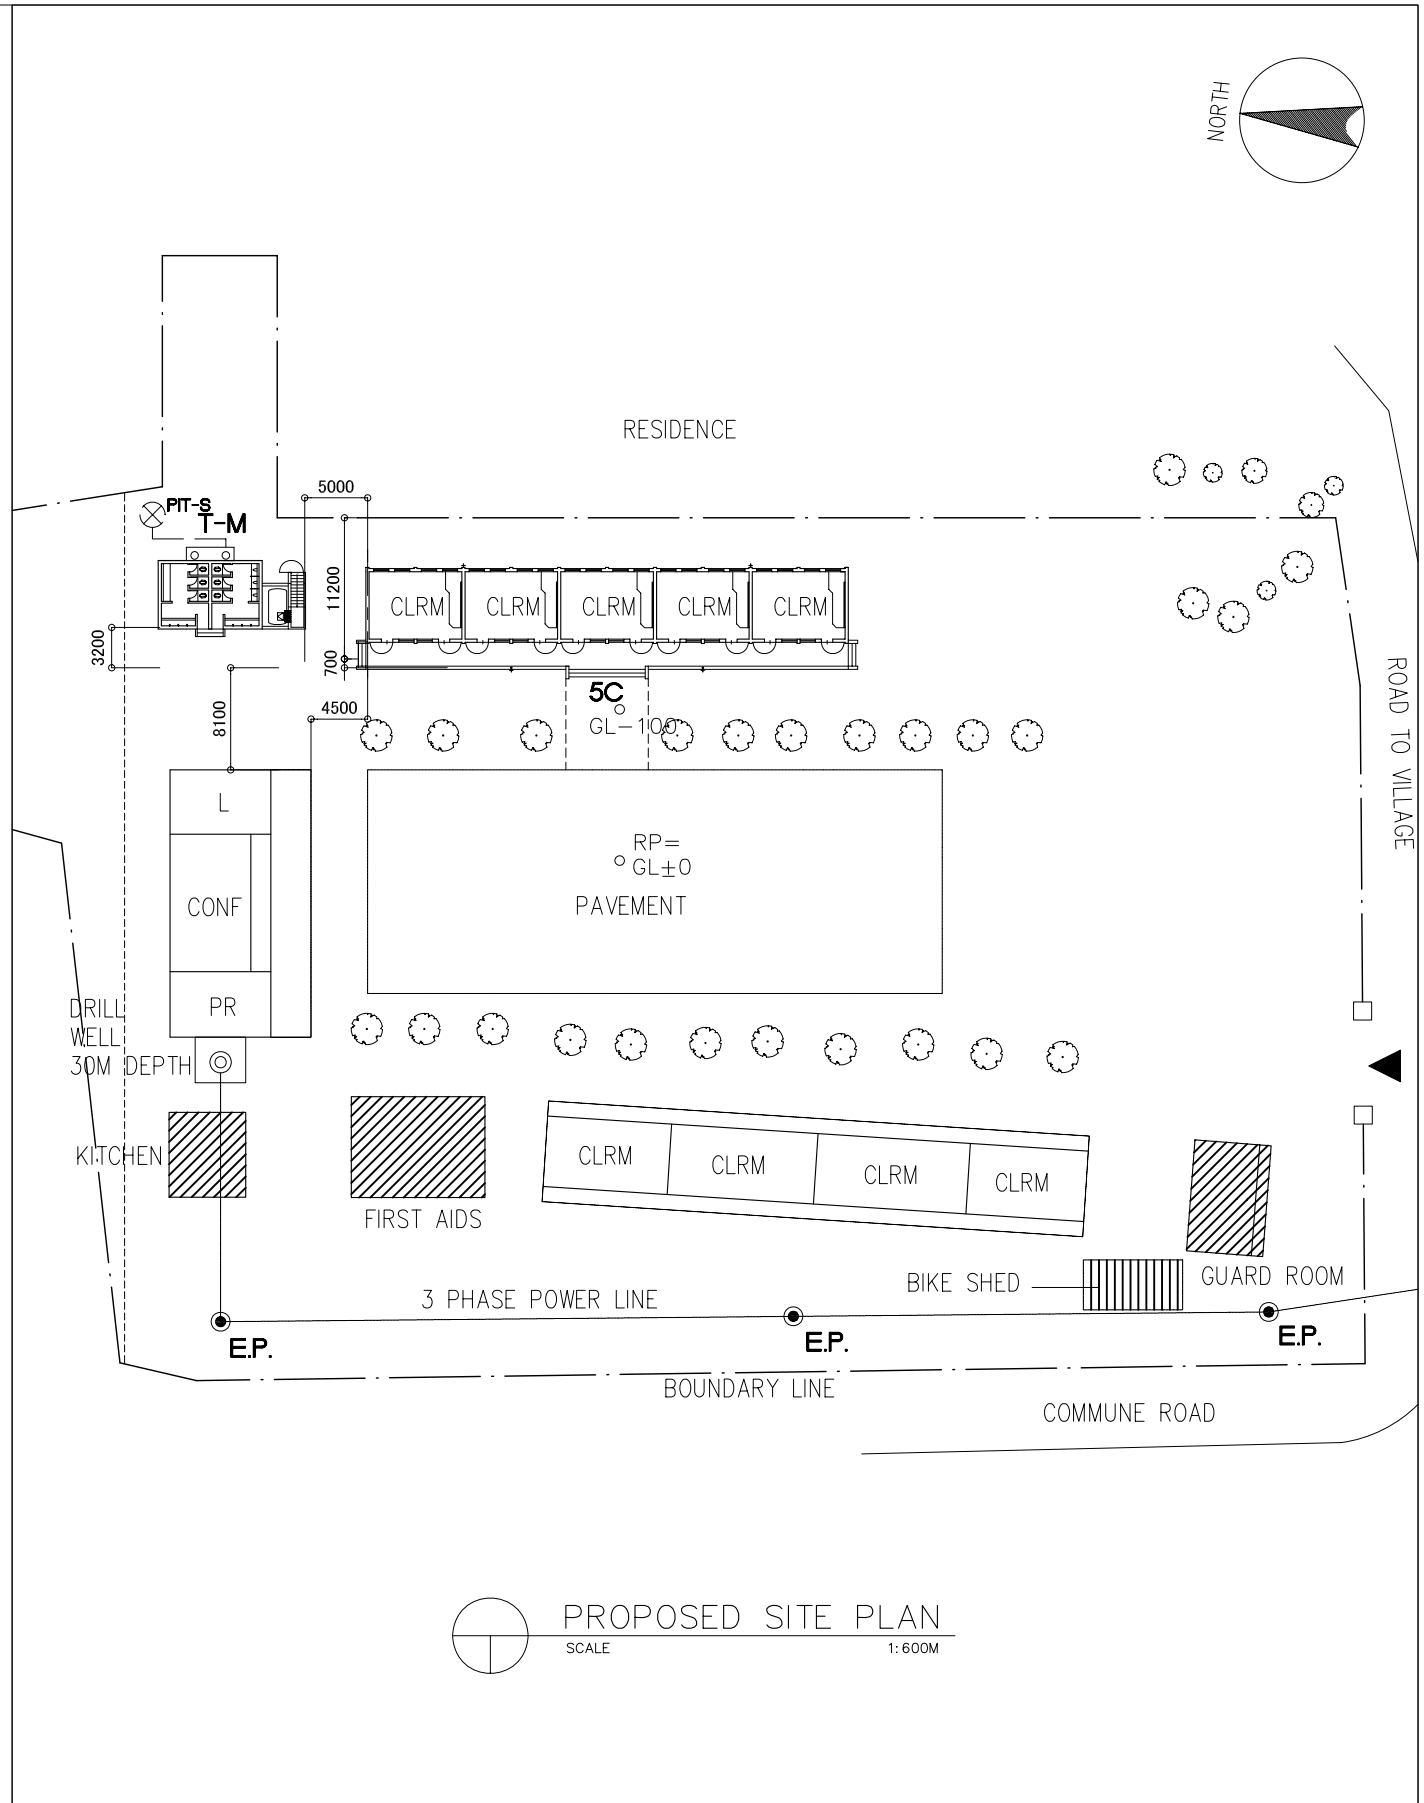 NORTH
RESIDENCE
5000
PIT-S
T-M
11200
CLRM
CLRM
CLRM
CLRM
CLRM
3200
700
5C
GL-100
8100
4500
ROAD TO VILLAGE
L
RP=
GL±0
PAVEMENT
CONF
PR
DRILL
WELL
30M DEPTH
KITCHEN
FIRST AIDS
CLRM
CLRM
CLRM
CLRM
BIKE SHED
GUARD ROOM
3 PHASE POWER LINE
E.P.
E.P.
E.P.
BOUNDARY LINE
COMMUNE ROAD
PROPOSED SITE PLAN
SCALE
1:600M